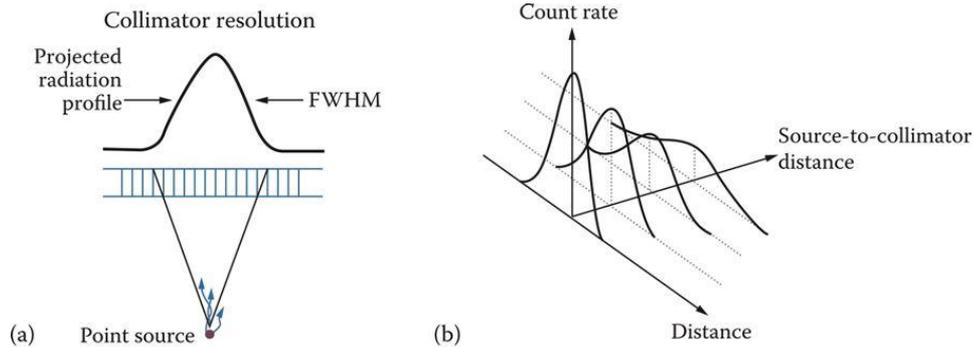 Collimator resolution
Projected
radiation
profile
FWHM
(a)
Point source
Count rate
Source-to-collimator
distance
(b)
Distance